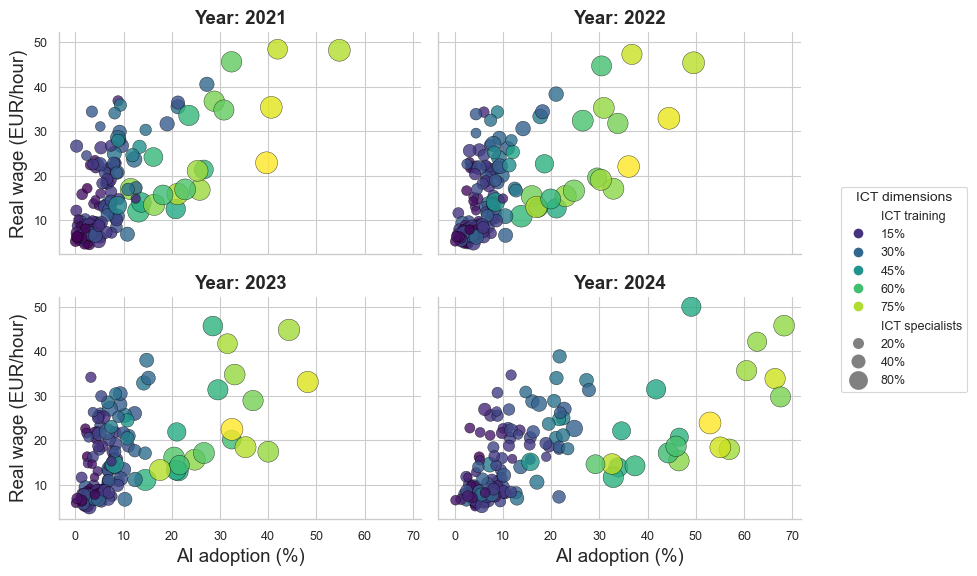 Year: 2021
Year: 2022
50
40
30
20
10
Real wage (EUR/hour)
ICT dimensions
ICT training
15%
30%
45%
60%
75%
ICT specialists
20%
40%
80%
Year: 2023
Year: 2024
50
40
30
20
10
Real wage (EUR/hour)
0 10 20 30 40 50 60 70
0 10 20 30 40 50 60 70
AI adoption (%)
AI adoption (%)